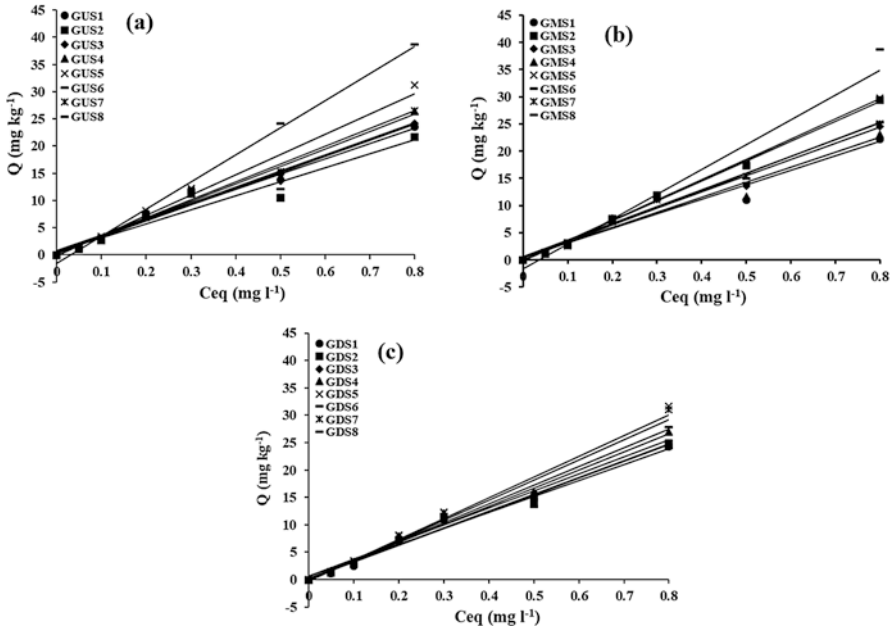 (a)
GUS1
GUS2
GUS3
GUS4
GUS5
GUS6
GUS7
GUS8
Q (mg kg⁻¹)
45
40
35
30
25
20
15
10
5
0
-5
0 0.1 0.2 0.3 0.4 0.5 0.6 0.7 0.8
Ceq (mg l⁻¹)
(b)
GMS1
GMS2
GMS3
GMS4
GMS5
GMS6
GMS7
GMS8
Q (mg kg⁻¹)
45
40
35
30
25
20
15
10
5
0
-5
0 0.1 0.2 0.3 0.4 0.5 0.6 0.7 0.8
Ceq (mg l⁻¹)
(c)
GDS1
GDS2
GDS3
GDS4
GDS5
GDS6
GDS7
GDS8
Q (mg kg⁻¹)
45
40
35
30
25
20
15
10
5
0
-5
0 0.1 0.2 0.3 0.4 0.5 0.6 0.7 0.8
Ceq (mg l⁻¹)